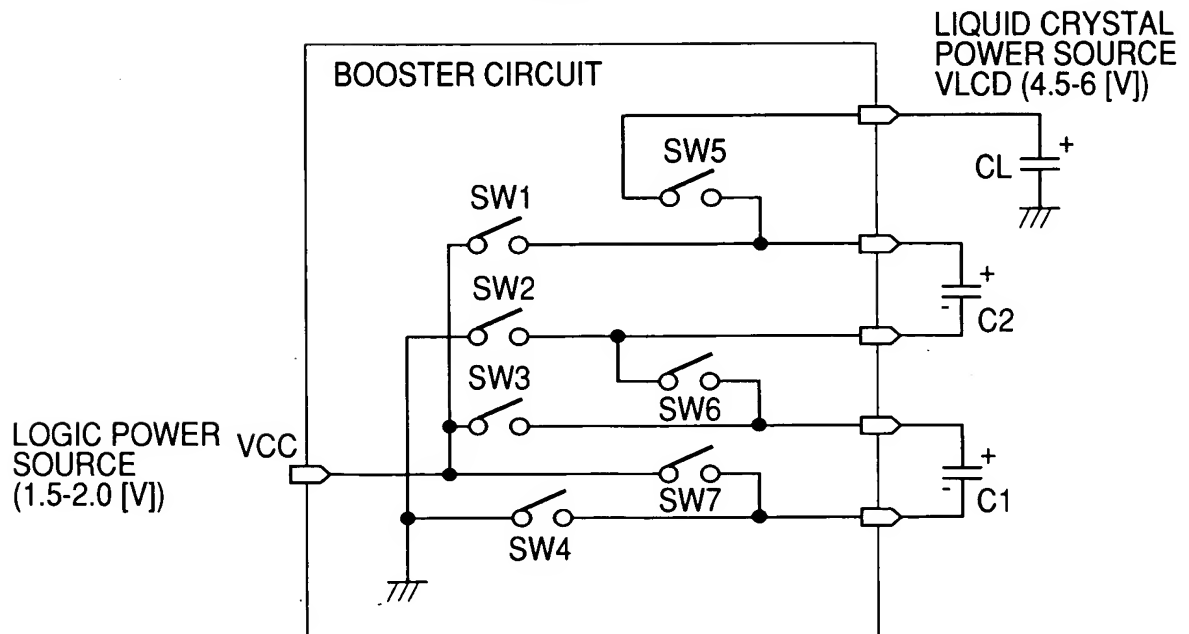 LIQUID CRYSTAL
POWER SOURCE
VLCD (4.5-6 [V])
BOOSTER CIRCUIT
SW5
+
CL
SW1
SW2
+
-
C2
SW3
SW6
LOGIC POWER
SOURCE
(1.5-2.0 [V])
VCC
+
-
SW7
C1
SW4